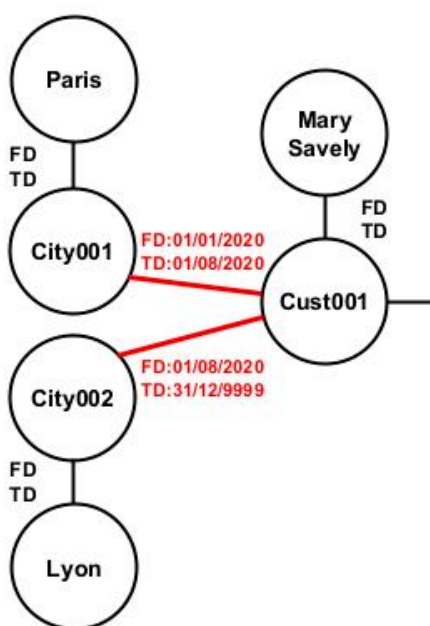 Paris
FD
TD
City001
FD:01/01/2020
TD:01/08/2020
Mary
Savely
FD
TD
Cust001
City002
FD:01/08/2020
TD:31/12/9999
FD
TD
Lyon